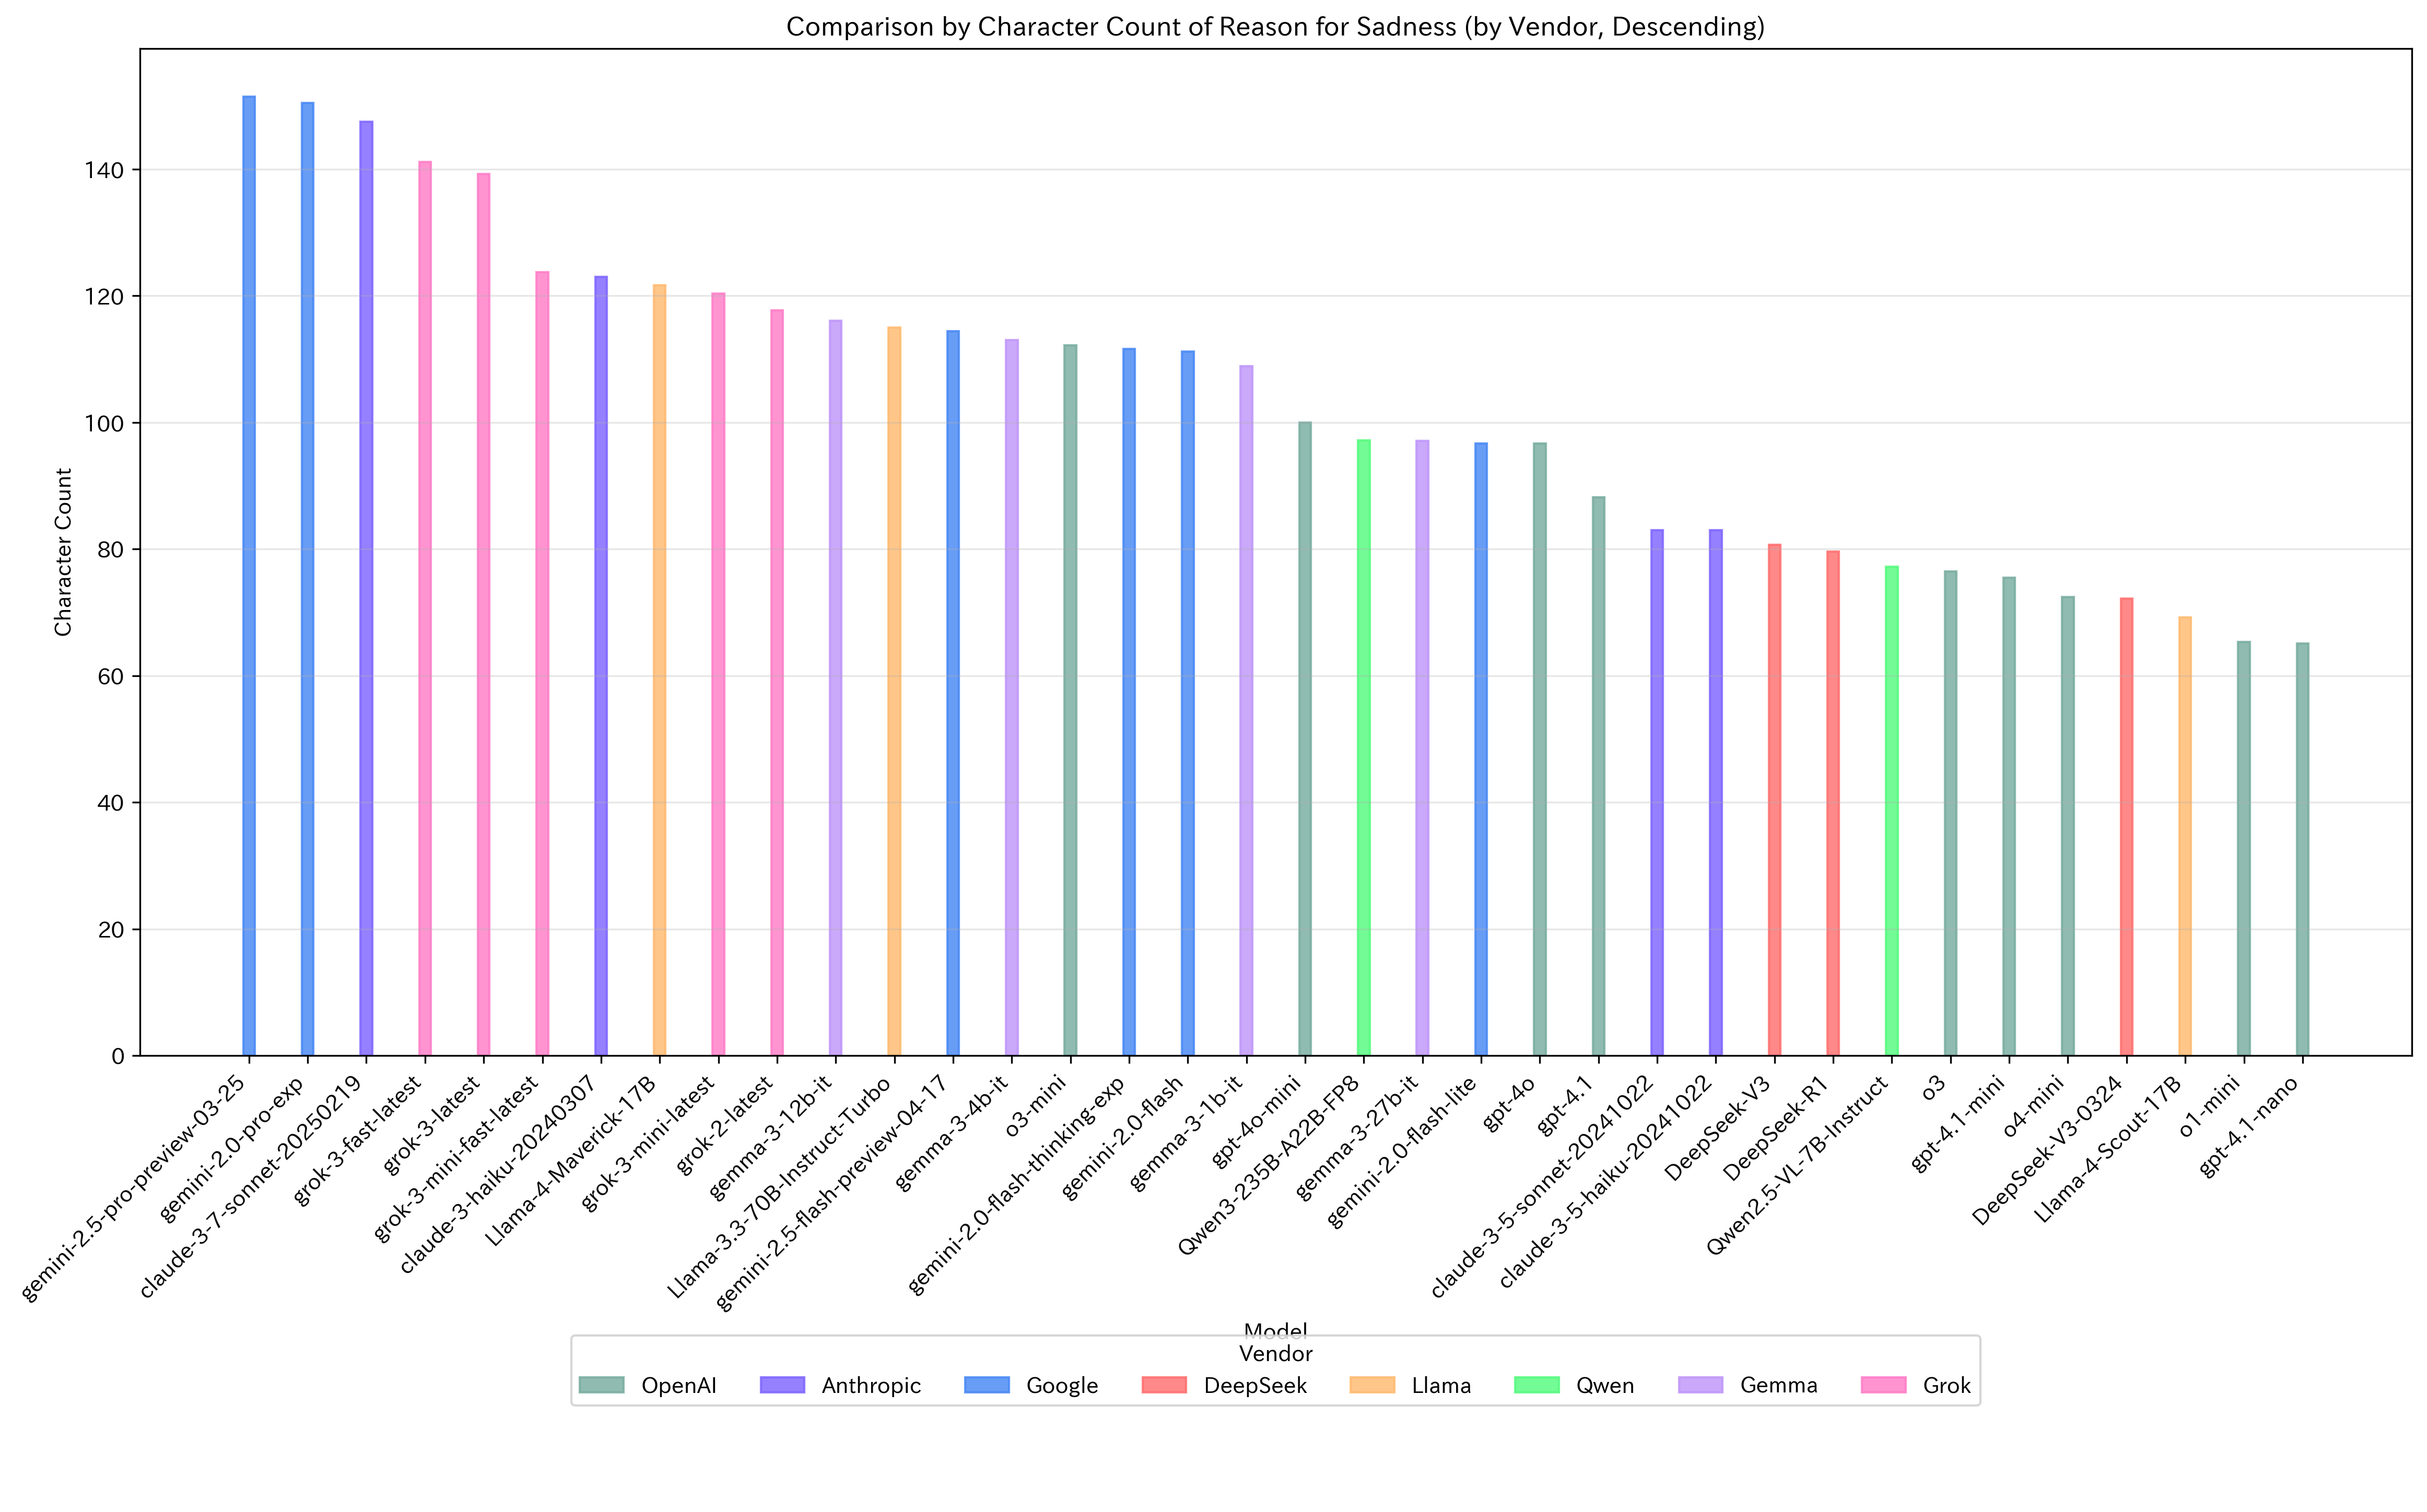 Comparison by Character Count of Reason for Sadness (by Vendor, Descending)
Character Count
140
120
100
80
60
40
20
0
gemini-2.5-pro-preview-03-25
gemini-2.0-pro-exp
claude-3-7-sonnet-20250219
grok-3-fast-latest
grok-3-latest
grok-3-mini-fast-latest
claude-3-haiku-20240307
Llama-4-Maverick-17B
grok-3-mini-latest
grok-2-latest
gemma-3-12b-it
Llama-3.3-70B-Instruct-Turbo
gemini-2.5-flash-preview-04-17
gemma-3-4b-it
o3-mini
gemini-2.0-flash-thinking-exp
gemini-2.0-flash
gemma-3-1b-it
gpt-4o-mini
Qwen3-235B-A22B-FP8
gemma-3-27b-it
gemini-2.0-flash-lite
gpt-4o
gpt-4.1
claude-3-5-sonnet-20241022
claude-3-5-haiku-20241022
DeepSeek-V3
DeepSeek-R1
Qwen2.5-VL-7B-Instruct
o3
gpt-4.1-mini
o4-mini
DeepSeek-V3-0324
Llama-4-Scout-17B
o1-mini
gpt-4.1-nano
Model
Vendor
OpenAI Anthropic Google DeepSeek Llama Qwen Gemma Grok